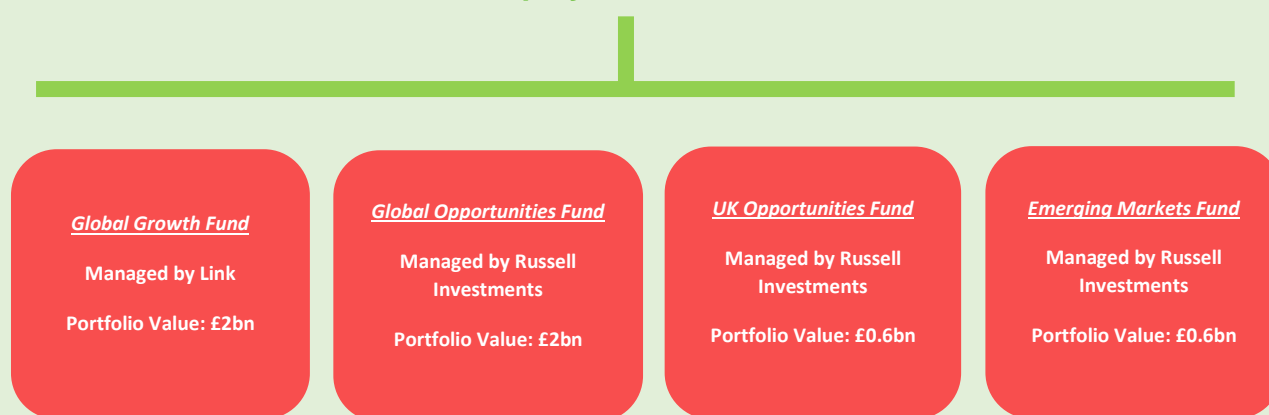 Global Growth Fund
Managed by Link
Portfolio Value: £2bn
Global Opportunities Fund
Managed by Russell
Investments
Portfolio Value: £2bn
UK Opportunities Fund
Managed by Russell
Investments
Portfolio Value: £0.6bn
Emerging Markets Fund
Managed by Russell
Investments
Portfolio Value: £0.6bn